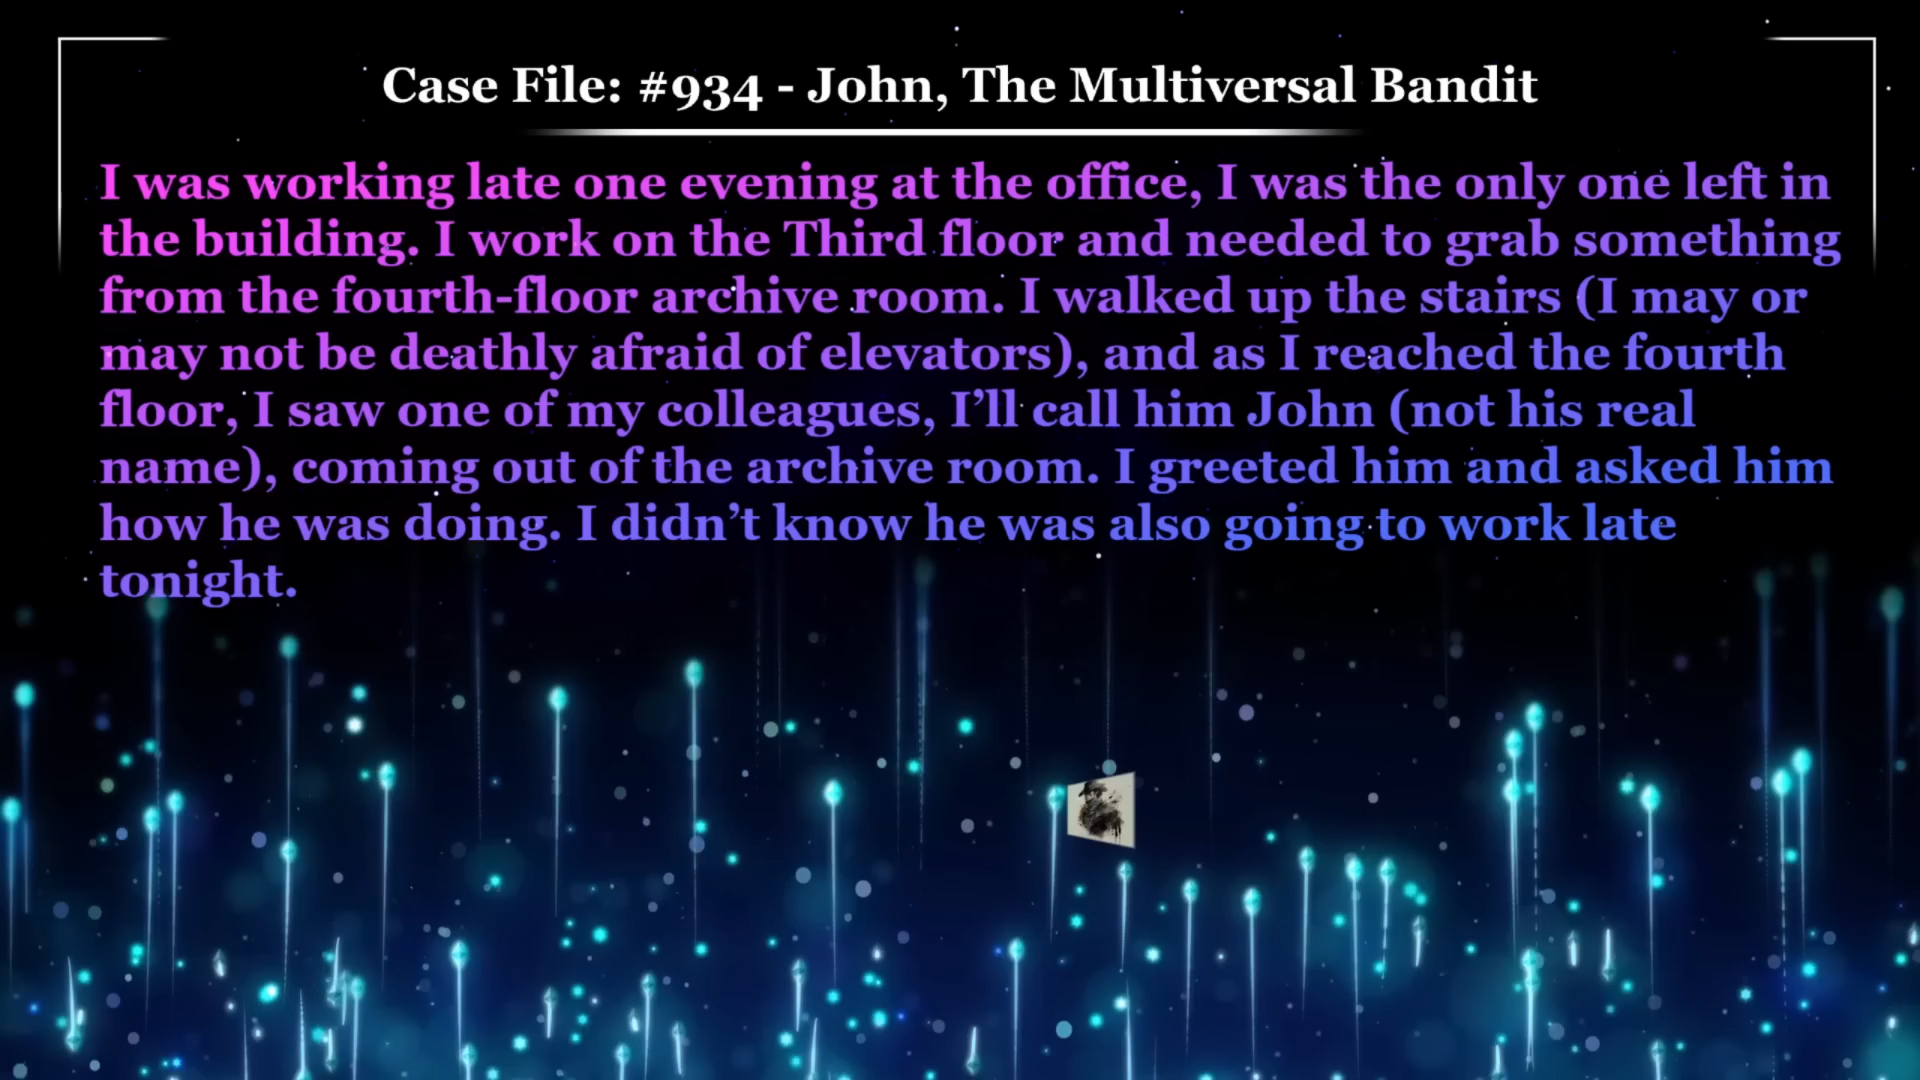 Case File: #934 - John, The Multiversal Bandit
I was working late one evening at the office, I was the only one left in
the building. I work on the Third floor and needed to grab something
from the fourth-floor archive room. I walked up the stairs (I may or
may not be deathly afraid of elevators), and as I reached the fourth
floor, I saw one of my colleagues, I’ll call him John (not his real
name), coming out of the archive room. I greeted him and asked him
how he was doing. I didn’t know he was also going to work late
tonight.